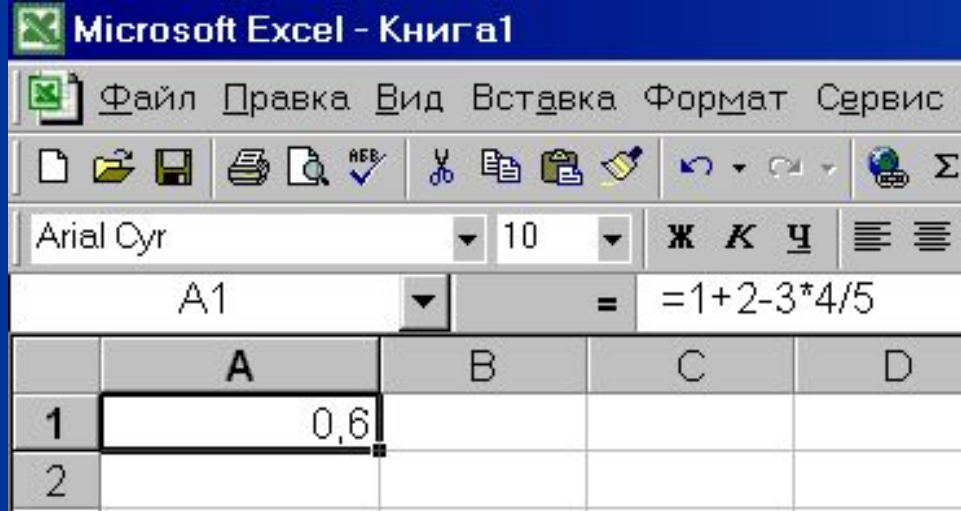 Microsoft Excel - Книга1
Файл Правка Вид Вставка Формат Сервис
АБВ Σ
Arial Cyr 10 Ж К Ч
A1 = =1+2-3*4/5
A B C D
1 0,6
2